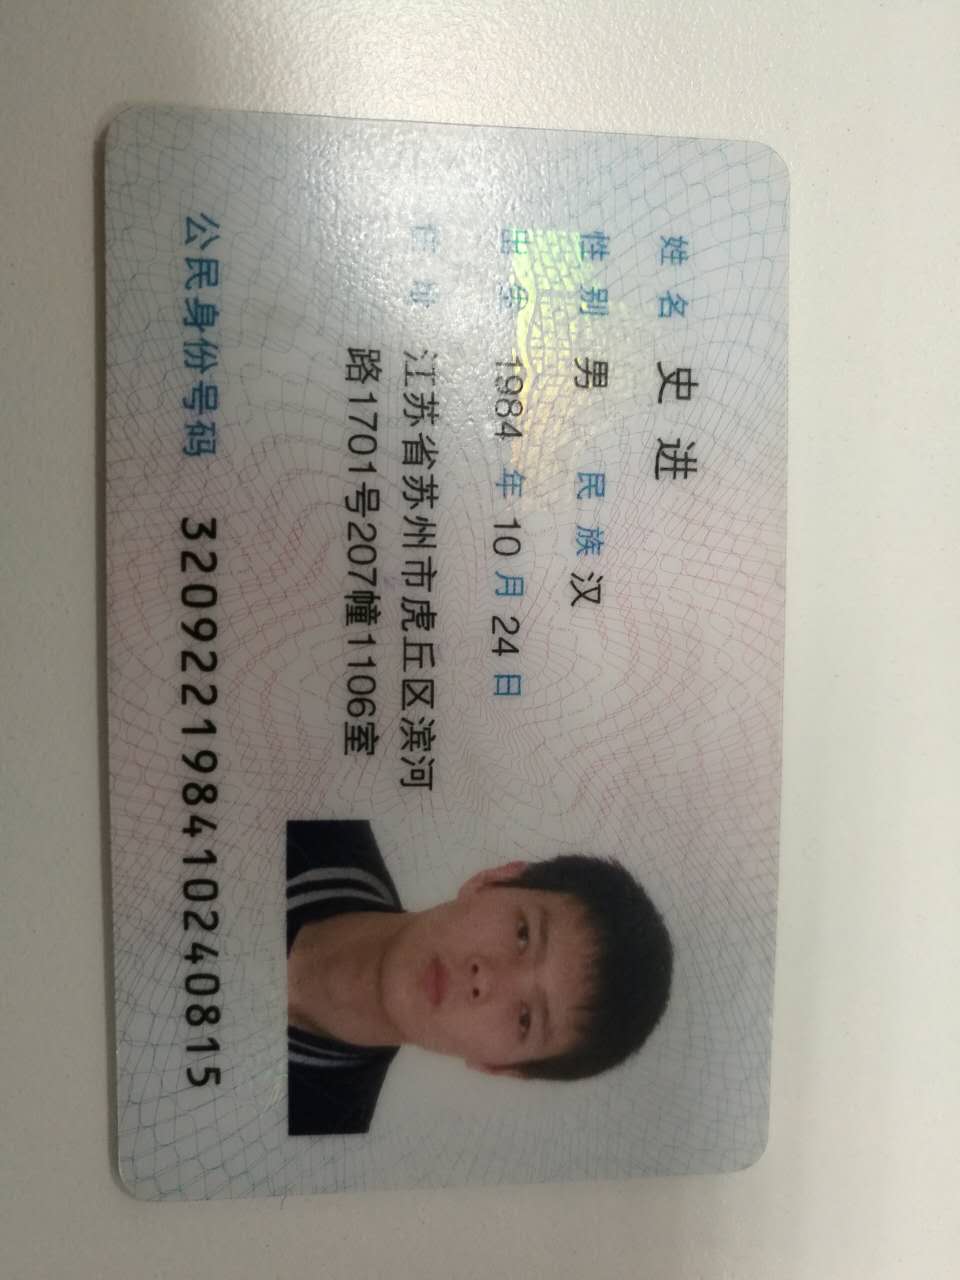 姓名 史进
性别 男 民族 汉
出生 1984 年 10 月 24 日
住址 江苏省苏州市虎丘区滨河
路1701号207幢1106室
公民身份号码 320922198410240815